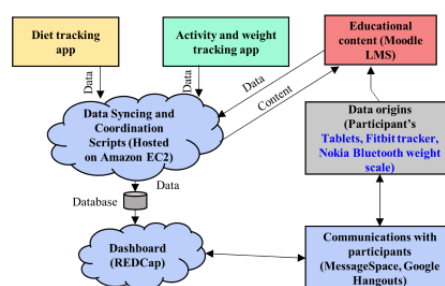 Diet tracking
app
Activity and weight
tracking app
Educational
content (Moodle
LMS)
Data
Data
Data
Content
Data Syncing and
Coordination
Scripts (Hosted
on Amazon EC2)
Data origins
(Participant's
Tablets, Fitbit tracker,
Nokia Bluetooth weight
scale)
Data
Database
Dashboard
(REDCap)
Communications with
participants
(MessageSpace, Google
Hangouts)